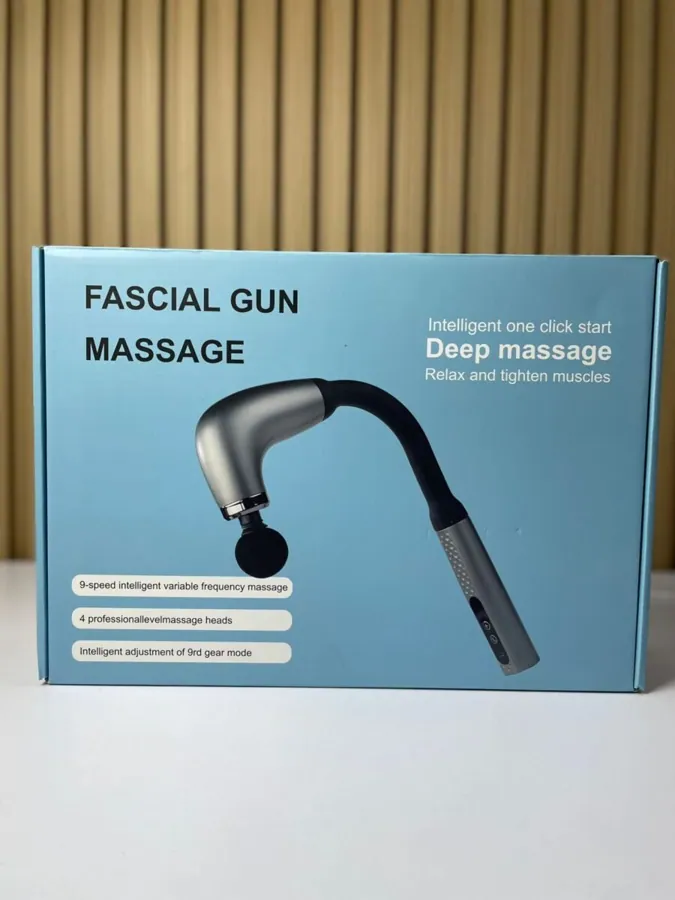 FASCIAL GUN
MASSAGE
Intelligent one click start
Deep massage
Relax and tighten muscles
9-speed intelligent variable frequency massage
4 professionallevelmassage heads
Intelligent adjustment of 9rd gear mode